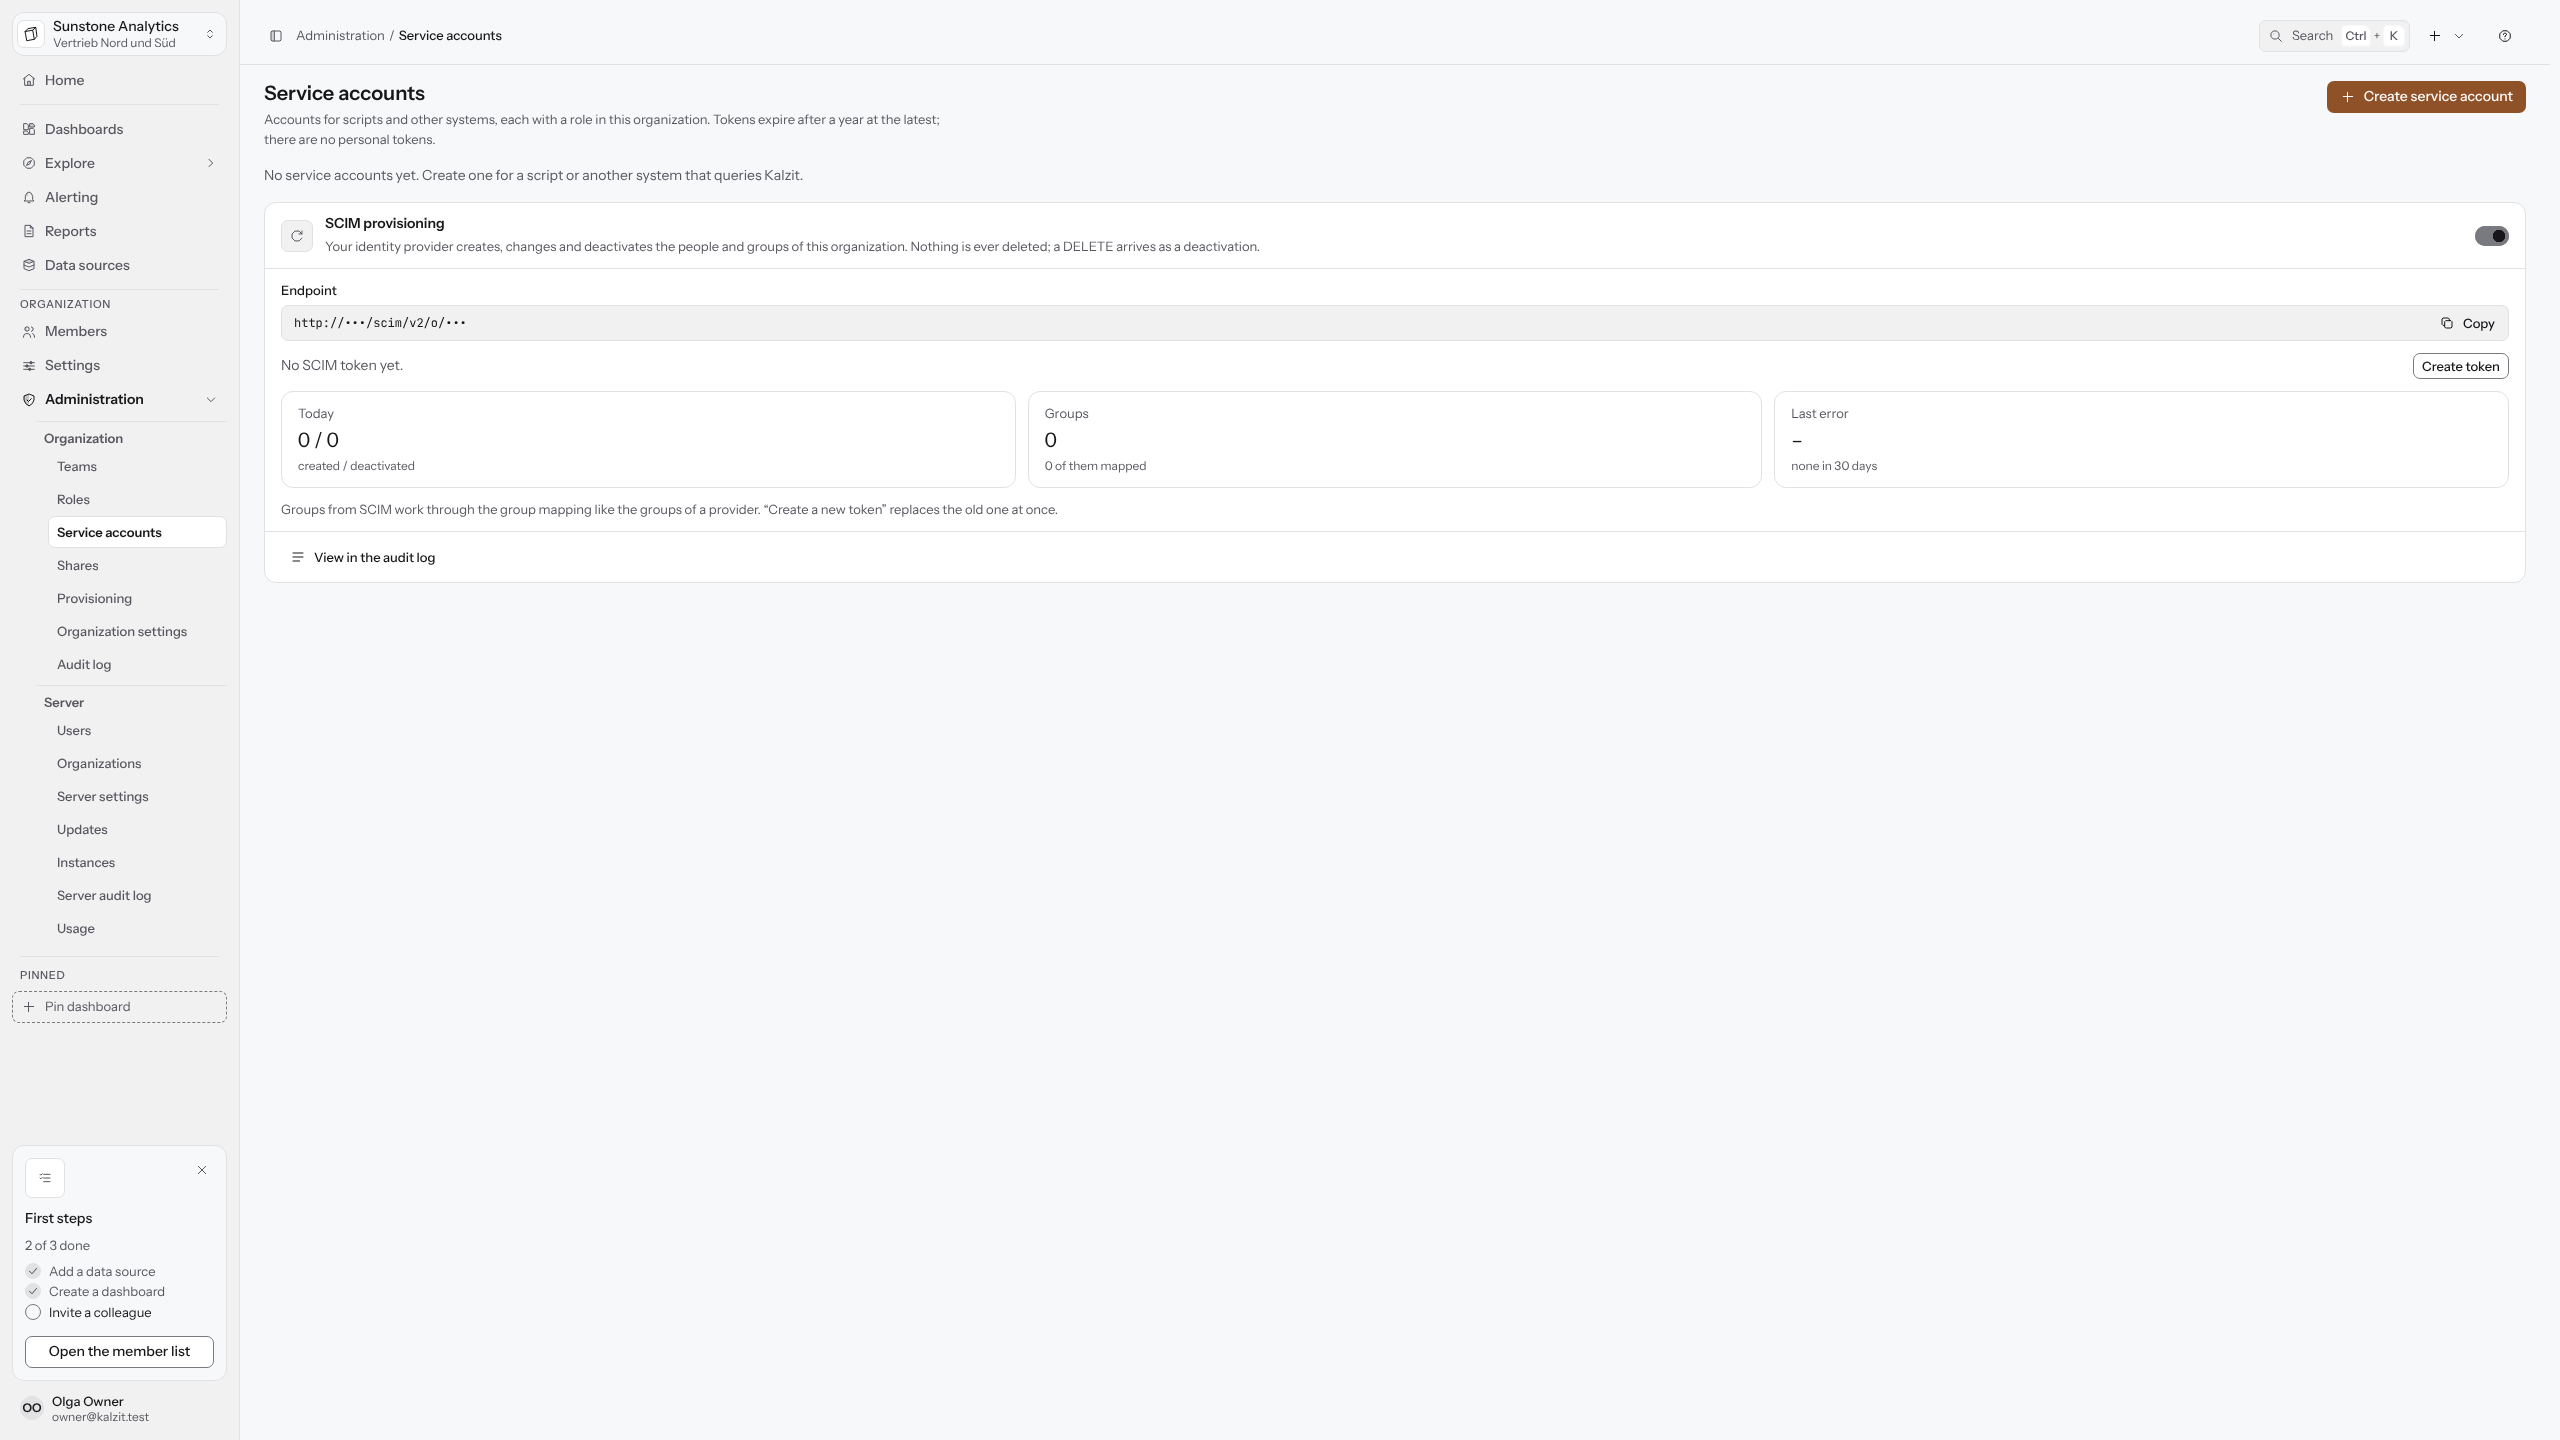 Sunstone Analytics
Vertrieb Nord und Süd
Home
Dashboards
Explore
Alerting
Reports
Data sources
ORGANIZATION
Members
Settings
Administration
Organization
Teams
Roles
Service accounts
Shares
Provisioning
Organization settings
Audit log
Server
Users
Organizations
Server settings
Updates
Instances
Server audit log
Usage
PINNED
Pin dashboard
First steps
2 of 3 done
Add a data source
Create a dashboard
Invite a colleague
Open the member list
OO
Olga Owner
owner@kalzit.test
Administration / Service accounts
Search Ctrl + K
Service accounts
Create service account
Accounts for scripts and other systems, each with a role in this organization. Tokens expire after a year at the latest;
there are no personal tokens.
No service accounts yet. Create one for a script or another system that queries Kalzit.
SCIM provisioning
Your identity provider creates, changes and deactivates the people and groups of this organization. Nothing is ever deleted; a DELETE arrives as a deactivation.
Endpoint
http://•••/scim/v2/o/•••
Copy
No SCIM token yet.
Create token
Today
0 / 0
created / deactivated
Groups
0
0 of them mapped
Last error
–
none in 30 days
Groups from SCIM work through the group mapping like the groups of a provider. “Create a new token” replaces the old one at once.
View in the audit log